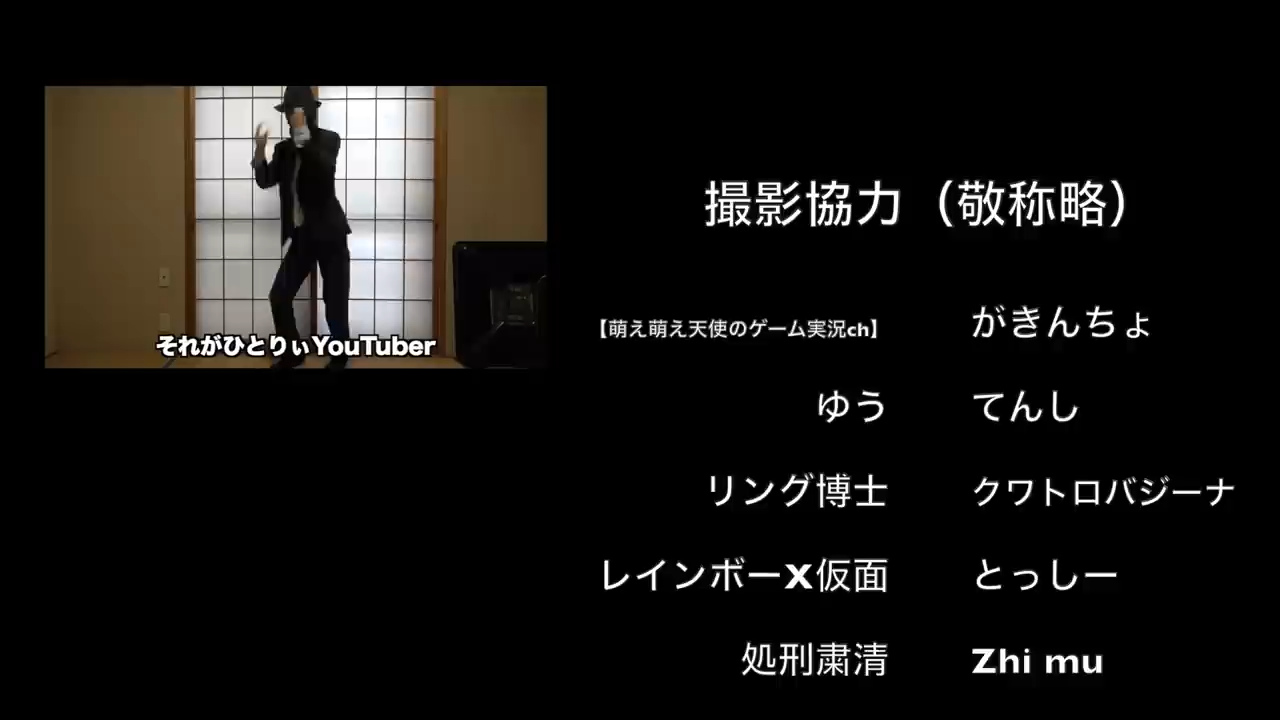 それがひとりぃYouTuber
撮影協力（敬称略）
【萌え萌え天使のゲーム実況ch】 がきんちょ
ゆう てんし
リング博士 クワトロバジーナ
レインボーX仮面 とっしー
処刑粛清 Zhi mu